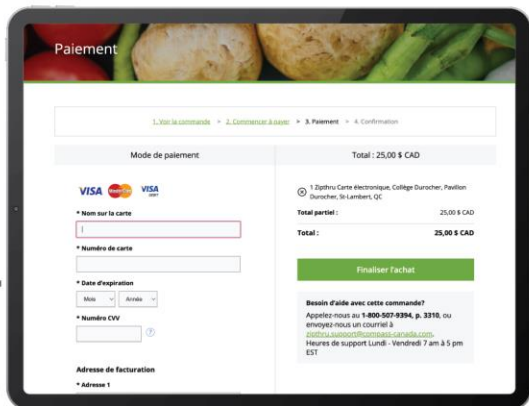 Paiement
1. Voir la commande > 2. Commencer à payer > 3. Paiement > 4. Confirmation
Mode de paiement
VISA MasterCard VISA DEBIT
* Nom sur la carte
* Numéro de carte
* Date d'expiration
Mois Année
* Numéro CVV
?
Adresse de facturation
* Adresse 1
Total : 25,00 $ CAD
1 Zipthru Carte électronique, Collège Durocher, Pavillon
Durocher, St-Lambert, QC
Total partiel : 25,00 $ CAD
Total : 25,00 $ CAD
Finaliser l'achat
Besoin d'aide avec cette commande?
Appelez-nous au 1-800-507-9394, p. 3310, ou
envoyez-nous un courriel à
zipthru.support@compass-canada.com.
Heures de support Lundi - Vendredi 7 am à 5 pm
EST